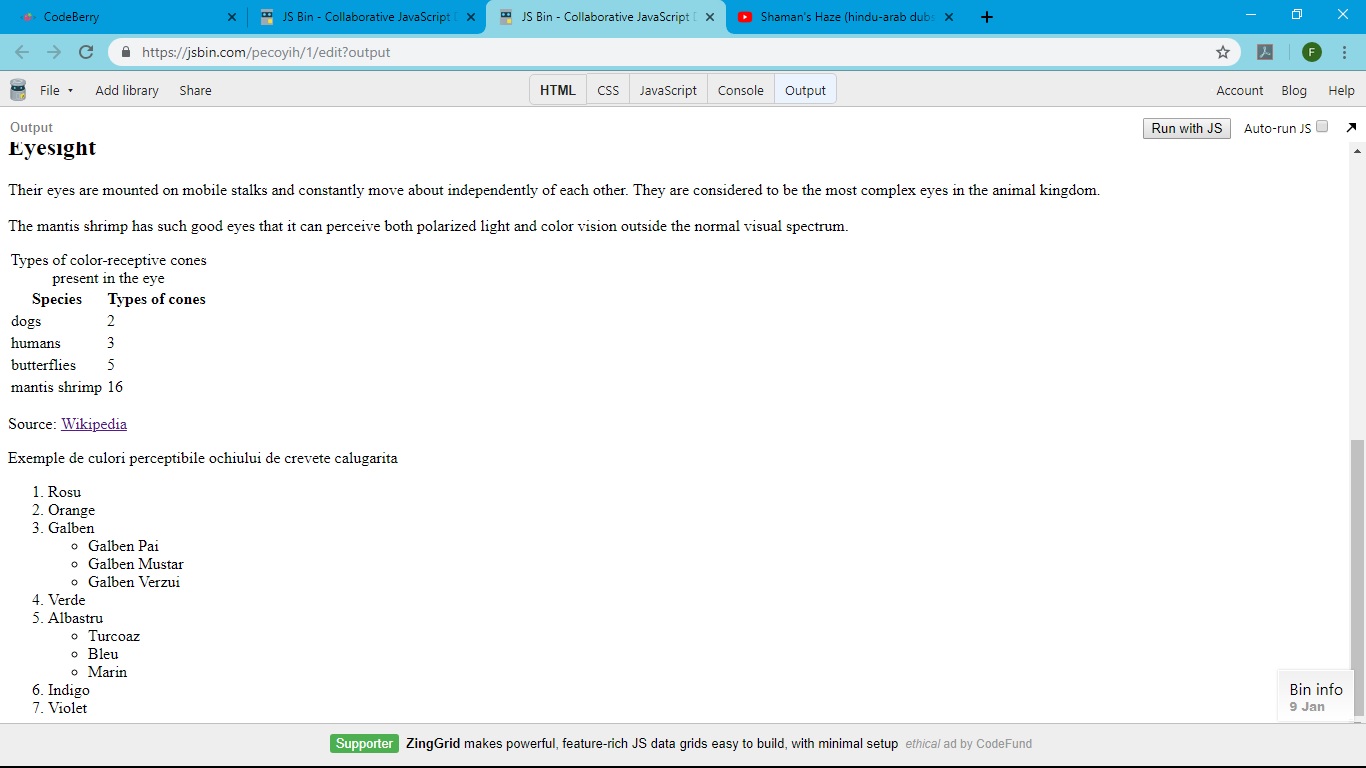 CodeBerry
JS Bin - Collaborative JavaScript
JS Bin - Collaborative JavaScript
Shaman's Haze (hindu-arab dubs
https://jsbin.com/pecoyih/1/edit?output
F
File
Add library
Share
HTML
CSS
JavaScript
Console
Output
Account
Blog
Help
Output
Run with JS
Auto-run JS
Eyesight
Their eyes are mounted on mobile stalks and constantly move about independently of each other. They are considered to be the most complex eyes in the animal kingdom.
The mantis shrimp has such good eyes that it can perceive both polarized light and color vision outside the normal visual spectrum.
Types of color-receptive cones
present in the eye
Species Types of cones
dogs 2
humans 3
butterflies 5
mantis shrimp 16
Source: Wikipedia
Exemple de culori perceptibile ochiului de crevete calugarita
1. Rosu
2. Orange
3. Galben
Galben Pai
Galben Mustar
Galben Verzui
4. Verde
5. Albastru
Turcoaz
Bleu
Marin
6. Indigo
7. Violet
Bin info
9 Jan
Supporter ZingGrid makes powerful, feature-rich JS data grids easy to build, with minimal setup ethical ad by CodeFund